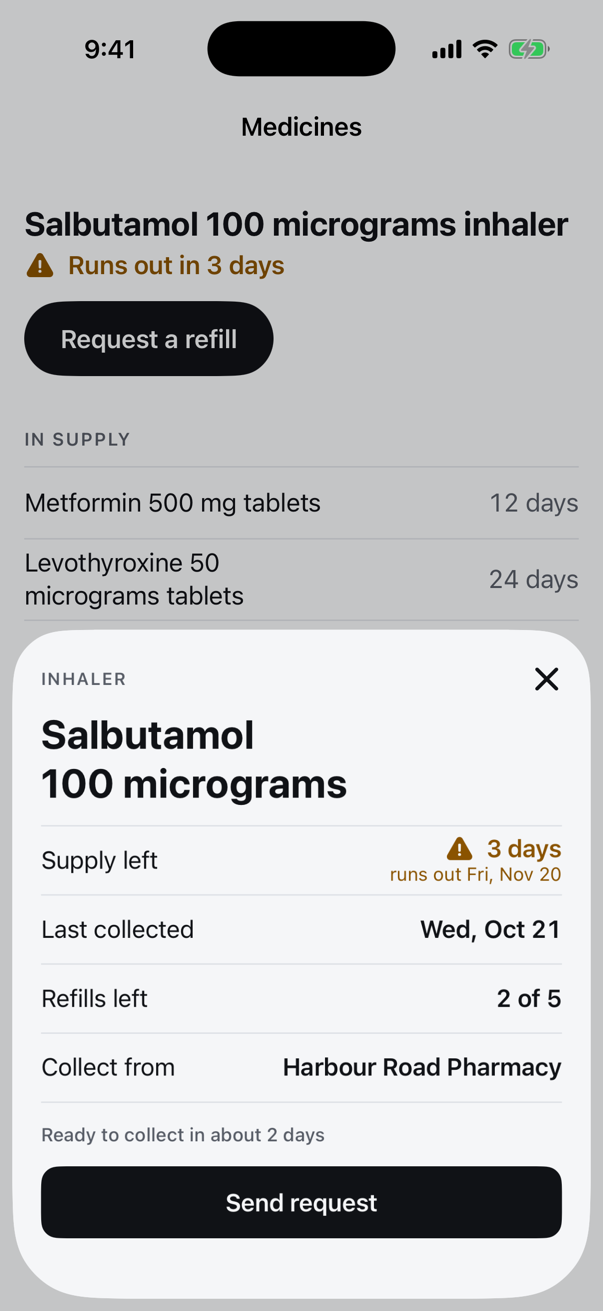 9:41
Medicines
Salbutamol 100 micrograms inhaler
Runs out in 3 days
Request a refill
IN SUPPLY
Metformin 500 mg tablets
12 days
Levothyroxine 50
micrograms tablets
24 days
INHALER
Salbutamol
100 micrograms
Supply left
3 days
runs out Fri, Nov 20
Last collected
Wed, Oct 21
Refills left
2 of 5
Collect from
Harbour Road Pharmacy
Ready to collect in about 2 days
Send request